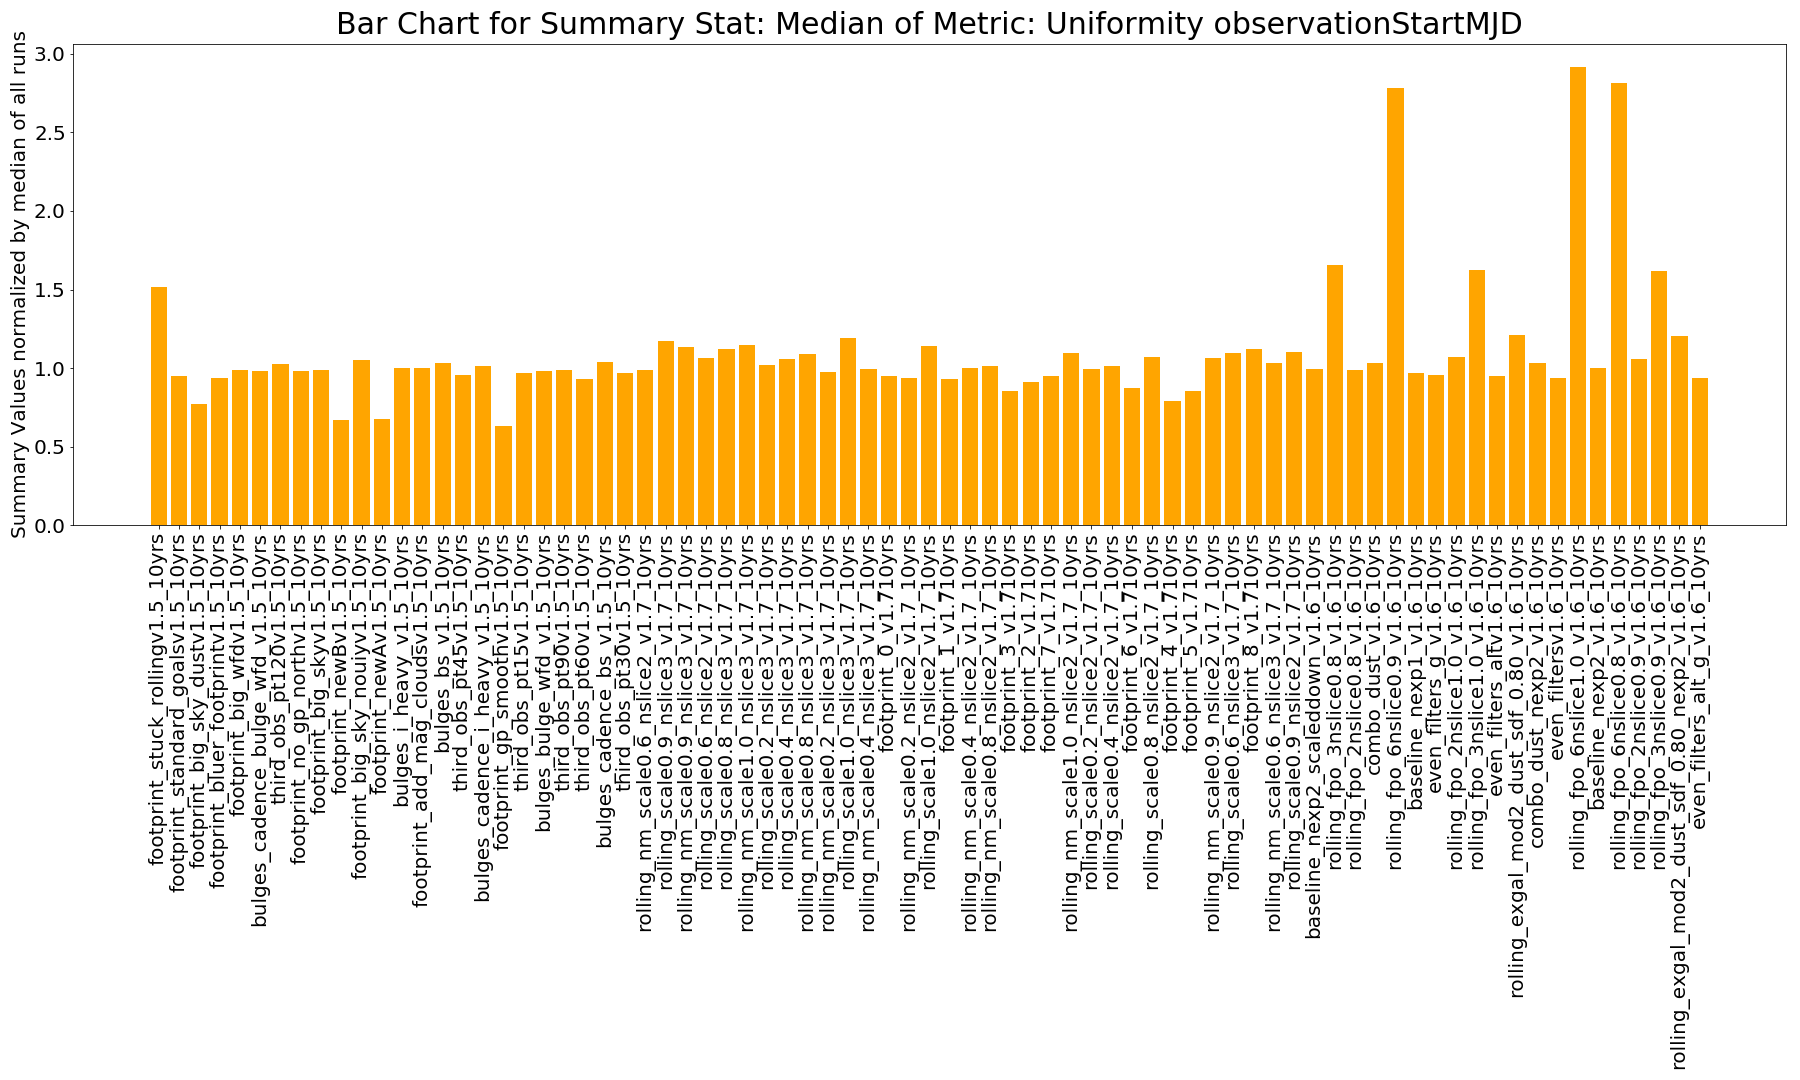 Bar Chart for Summary Stat: Median of Metric: Uniformity observationStartMJD
Summary Values normalized by median of all runs
3.0
2.5
2.0
1.5
1.0
0.5
0.0
footprint_stuck_rollingv1.5_10yrs
footprint_standard_goalsv1.5_10yrs
footprint_big_sky_dustv1.5_10yrs
footprint_bluer_footprintv1.5_10yrs
footprint_big_wfdv1.5_10yrs
bulges_cadence_bulge_wfd_v1.5_10yrs
third_obs_pt120v1.5_10yrs
footprint_no_gp_northv1.5_10yrs
footprint_big_skyv1.5_10yrs
footprint_newBv1.5_10yrs
footprint_big_sky_nouiyv1.5_10yrs
footprint_newAv1.5_10yrs
bulges_i_heavy_v1.5_10yrs
footprint_add_mag_cloudsv1.5_10yrs
bulges_bs_v1.5_10yrs
third_obs_pt45v1.5_10yrs
bulges_cadence_i_heavy_v1.5_10yrs
footprint_gp_smoothv1.5_10yrs
third_obs_pt15v1.5_10yrs
bulges_bulge_wfd_v1.5_10yrs
third_obs_pt90v1.5_10yrs
third_obs_pt60v1.5_10yrs
bulges_cadence_bs_v1.5_10yrs
third_obs_pt30v1.5_10yrs
rolling_nm_scale0.6_nslice2_v1.7_10yrs
rolling_scale0.9_nslice3_v1.7_10yrs
rolling_nm_scale0.9_nslice3_v1.7_10yrs
rolling_scale0.6_nslice2_v1.7_10yrs
rolling_scale0.8_nslice3_v1.7_10yrs
rolling_nm_scale1.0_nslice3_v1.7_10yrs
rolling_scale0.2_nslice3_v1.7_10yrs
rolling_scale0.4_nslice3_v1.7_10yrs
rolling_nm_scale0.8_nslice3_v1.7_10yrs
rolling_nm_scale0.2_nslice3_v1.7_10yrs
rolling_scale1.0_nslice3_v1.7_10yrs
rolling_nm_scale0.4_nslice3_v1.7_10yrs
footprint_0_v1.710yrs
rolling_nm_scale0.2_nslice2_v1.7_10yrs
rolling_scale1.0_nslice2_v1.7_10yrs
footprint_1_v1.710yrs
rolling_nm_scale0.4_nslice2_v1.7_10yrs
rolling_nm_scale0.8_nslice2_v1.7_10yrs
footprint_3_v1.710yrs
footprint_2_v1.710yrs
footprint_7_v1.710yrs
rolling_nm_scale1.0_nslice2_v1.7_10yrs
rolling_scale0.2_nslice2_v1.7_10yrs
rolling_scale0.4_nslice2_v1.7_10yrs
footprint_6_v1.710yrs
rolling_scale0.8_nslice2_v1.7_10yrs
footprint_4_v1.710yrs
footprint_5_v1.710yrs
rolling_nm_scale0.9_nslice2_v1.7_10yrs
rolling_scale0.6_nslice3_v1.7_10yrs
footprint_8_v1.710yrs
rolling_nm_scale0.6_nslice3_v1.7_10yrs
rolling_scale0.9_nslice2_v1.7_10yrs
baseline_nexp2_scaleddown_v1.6_10yrs
rolling_fpo_3nslice0.8_v1.6_10yrs
rolling_fpo_2nslice0.8_v1.6_10yrs
combo_dust_v1.6_10yrs
rolling_fpo_6nslice0.9_v1.6_10yrs
baseline_nexp1_v1.6_10yrs
even_filters_g_v1.6_10yrs
rolling_fpo_2nslice1.0_v1.6_10yrs
rolling_fpo_3nslice1.0_v1.6_10yrs
even_filters_altv1.6_10yrs
rolling_exgal_mod2_dust_sdf_0.80_v1.6_10yrs
combo_dust_nexp2_v1.6_10yrs
even_filtersv1.6_10yrs
rolling_fpo_6nslice1.0_v1.6_10yrs
baseline_nexp2_v1.6_10yrs
rolling_fpo_6nslice0.8_v1.6_10yrs
rolling_fpo_2nslice0.9_v1.6_10yrs
rolling_fpo_3nslice0.9_v1.6_10yrs
rolling_exgal_mod2_dust_sdf_0.80_nexp2_v1.6_10yrs
even_filters_alt_g_v1.6_10yrs